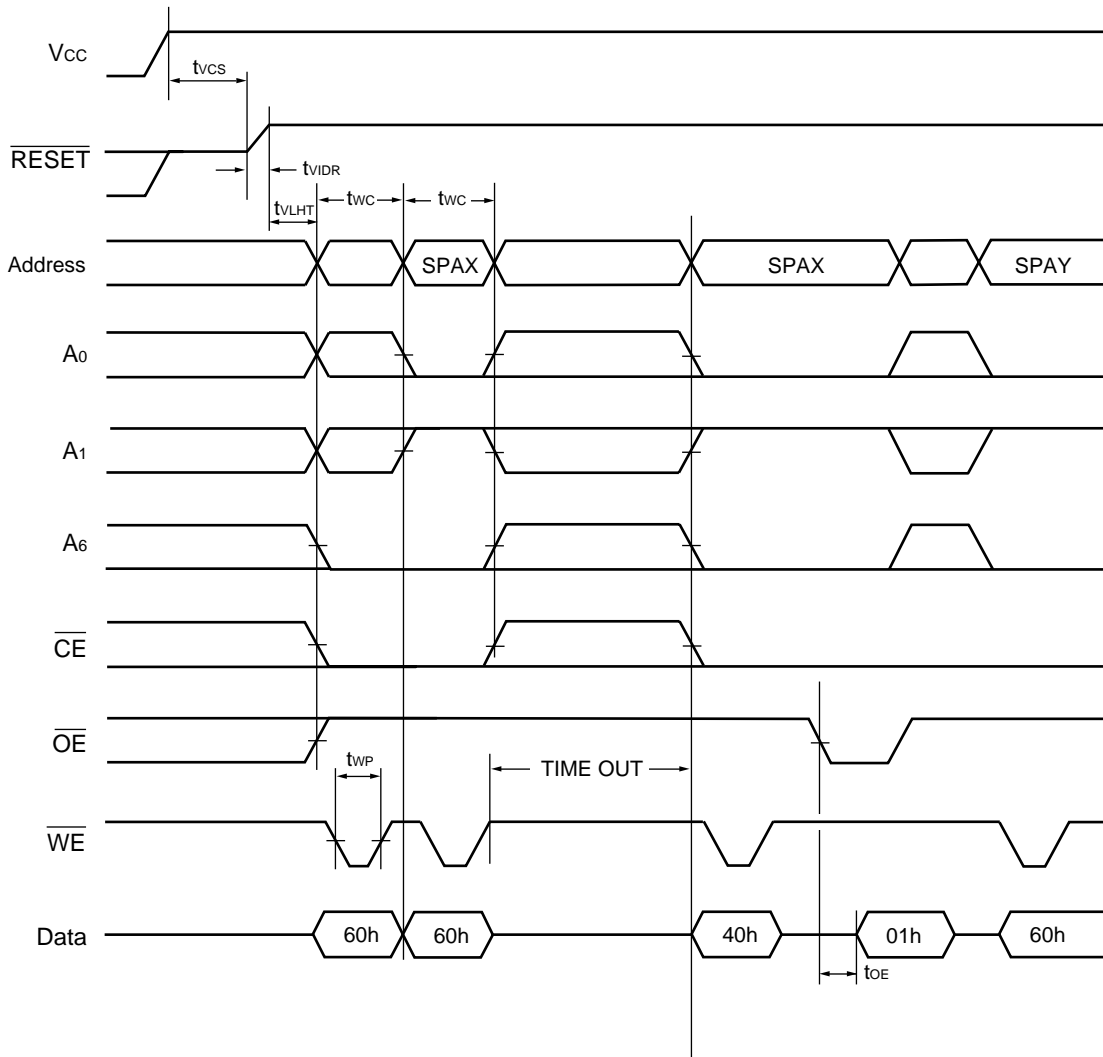 VCC
tVCS
RESET
tVIDR
tVLHT
tWC
tWC
Address
SPAX
SPAX
SPAY
A0
A1
A6
CE
OE
tWP
TIME OUT
WE
Data
60h
60h
40h
01h
60h
tOE